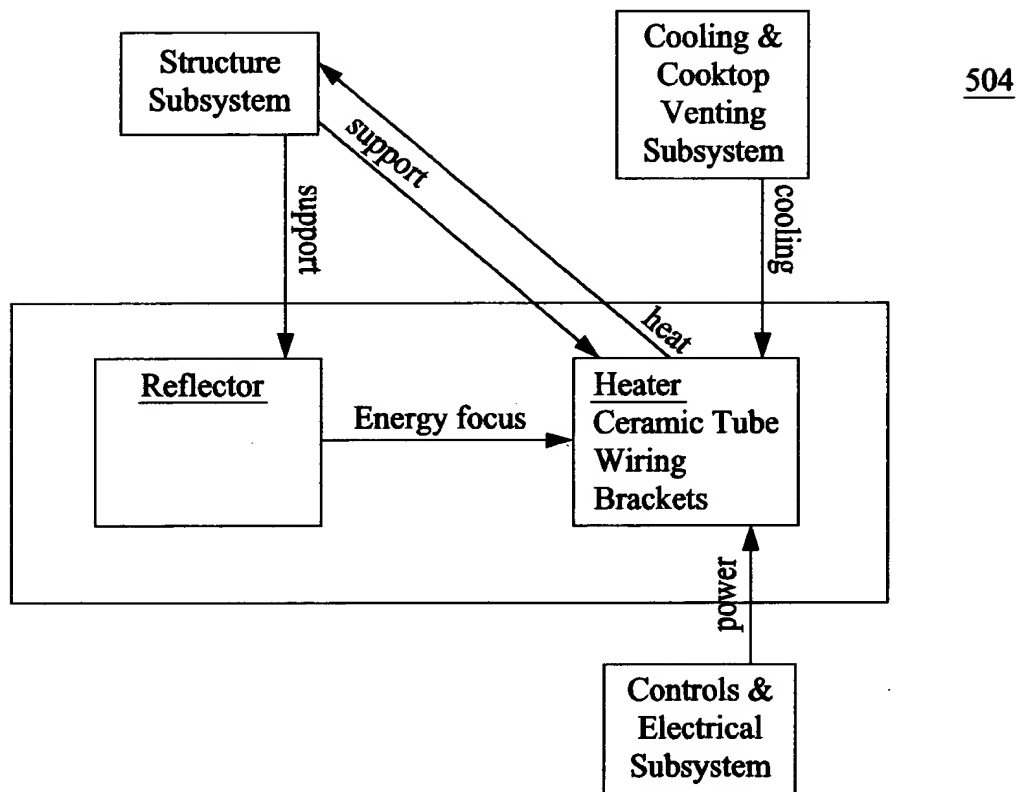 Structure
Subsystem
Cooling &
Cooktop
Venting
Subsystem
504
support
support
cooling
heat
Reflector
Energy focus
Heater
Ceramic Tube
Wiring
Brackets
power
Controls &
Electrical
Subsystem